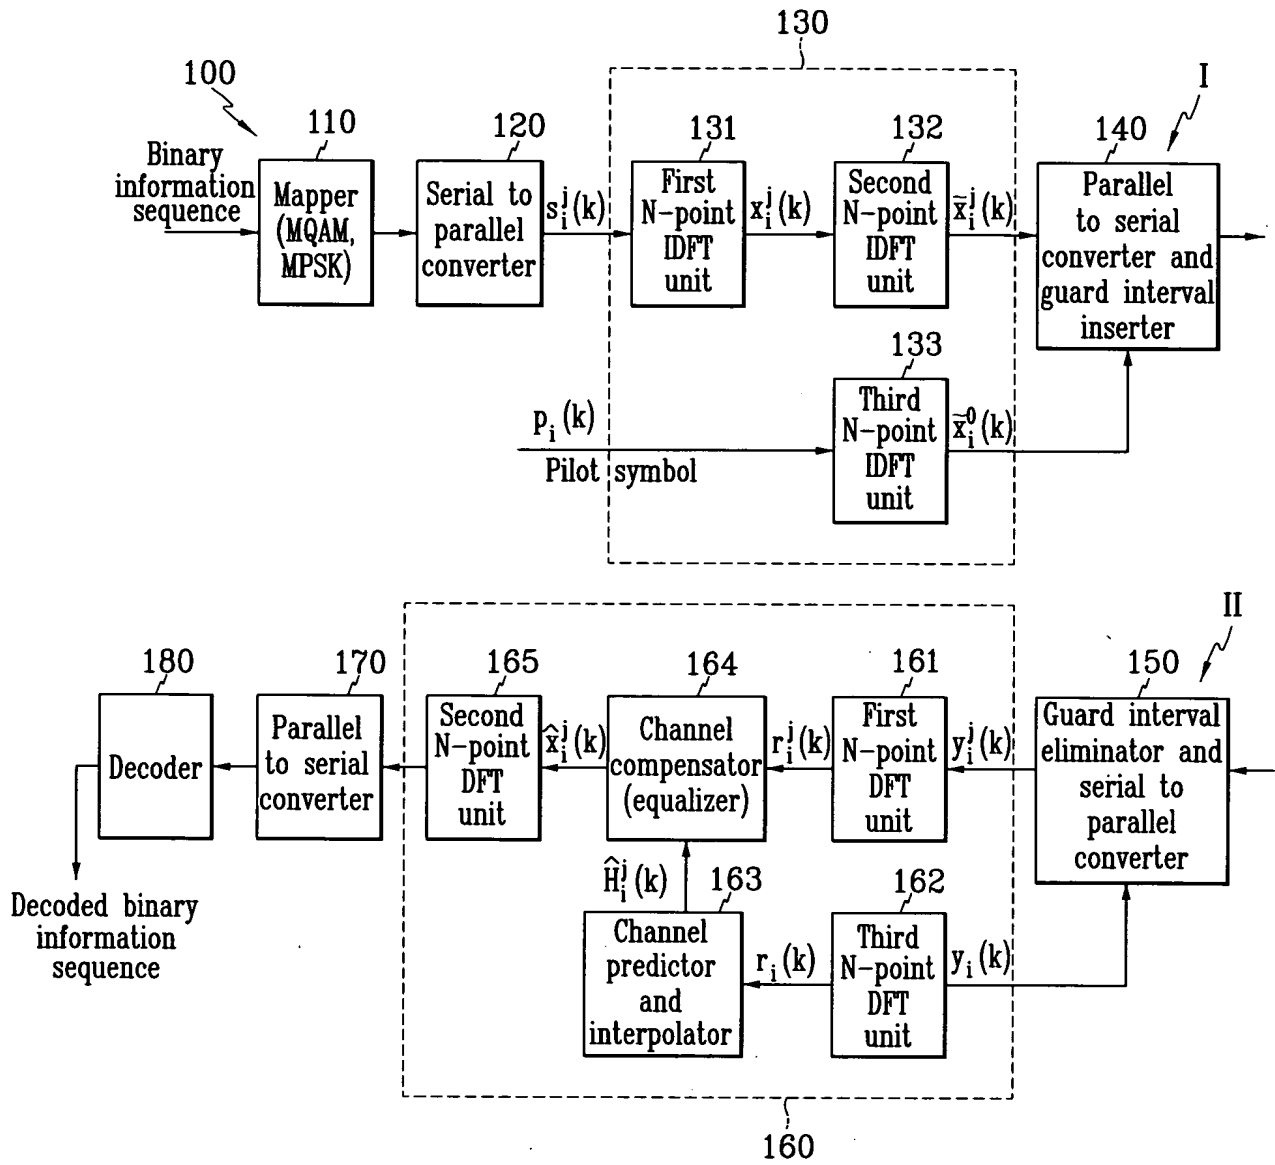 130
100
I
110
120
131
132
140
Binary
information
sequence
Mapper
(MQAM,
MPSK)
Serial to
parallel
converter
s_i^j(k)
First
N-point
IDFT
unit
x_i^j(k)
Second
N-point
IDFT
unit
x̃_i^j(k)
Parallel
to serial
converter and
guard interval
inserter
133
p_i(k)
Pilot symbol
Third
N-point
IDFT
unit
x̃_i^0(k)
II
180
170
165
164
161
150
Decoder
Parallel
to serial
converter
Second
N-point
DFT
unit
x̂_i^j(k)
Channel
compensator
(equalizer)
r_i^j(k)
First
N-point
DFT
unit
y_i^j(k)
Guard interval
eliminator and
serial to
parallel
converter
Decoded binary
information
sequence
Ĥ_i^j(k)
163
162
Channel
predictor
and
interpolator
r_i(k)
Third
N-point
DFT
unit
y_i(k)
160